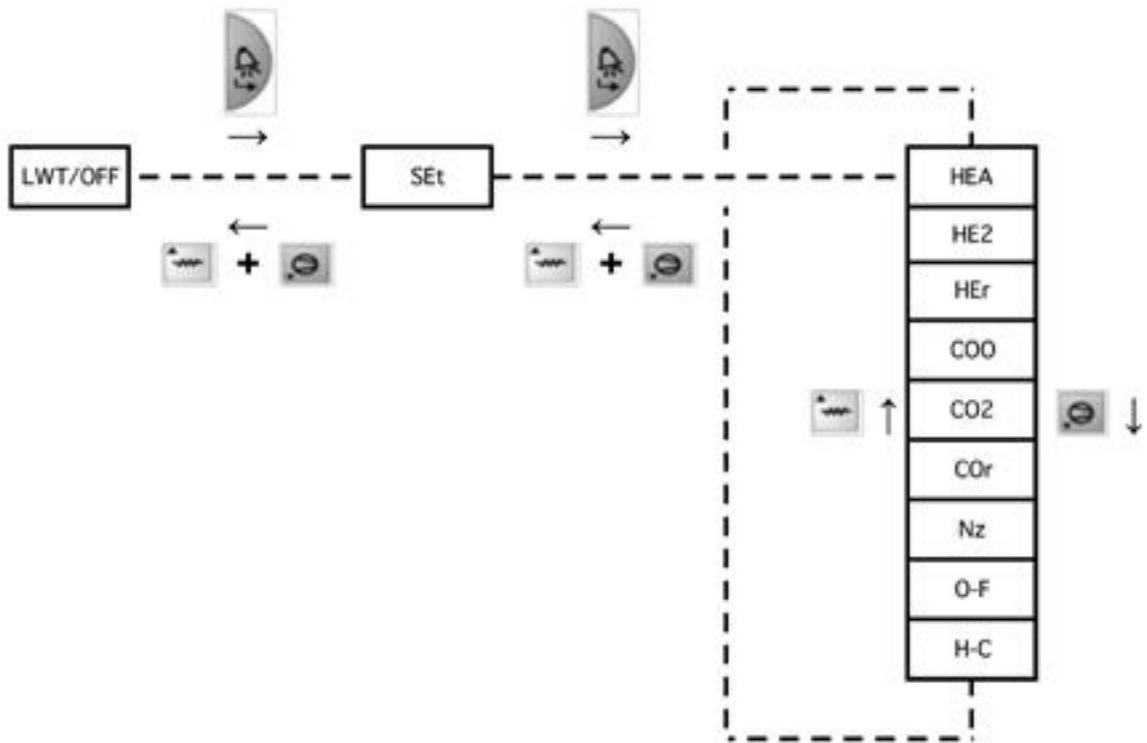 LWT/OFF
SEt
HEA
HE2
HEr
COO
CO2
COr
Nz
O-F
H-C